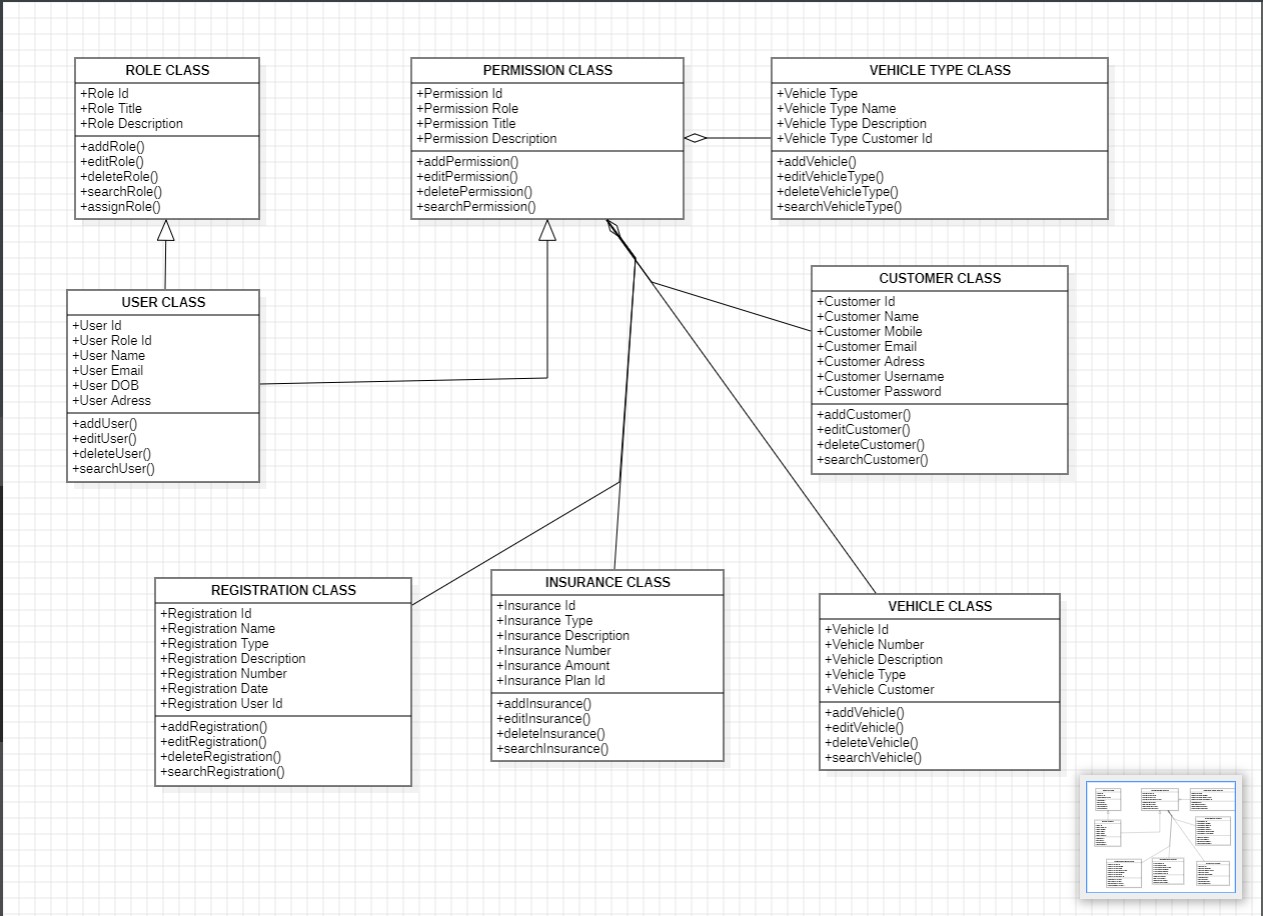 ROLE CLASS
+Role Id
+Role Title
+Role Description
+addRole()
+editRole()
+deleteRole()
+searchRole()
+assignRole()
PERMISSION CLASS
+Permission Id
+Permission Role
+Permission Title
+Permission Description
+addPermission()
+editPermission()
+deletePermission()
+searchPermission()
VEHICLE TYPE CLASS
+Vehicle Type
+Vehicle Type Name
+Vehicle Type Description
+Vehicle Type Customer Id
+addVehicle()
+editVehicleType()
+deleteVehicleType()
+searchVehicleType()
USER CLASS
+User Id
+User Role Id
+User Name
+User Email
+User DOB
+User Adress
+addUser()
+editUser()
+deleteUser()
+searchUser()
CUSTOMER CLASS
+Customer Id
+Customer Name
+Customer Mobile
+Customer Email
+Customer Adress
+Customer Username
+Customer Password
+addCustomer()
+editCustomer()
+deleteCustomer()
+searchCustomer()
REGISTRATION CLASS
+Registration Id
+Registration Name
+Registration Type
+Registration Description
+Registration Number
+Registration Date
+Registration User Id
+addRegistration()
+editRegistration()
+deleteRegistration()
+searchRegistration()
INSURANCE CLASS
+Insurance Id
+Insurance Type
+Insurance Description
+Insurance Number
+Insurance Amount
+Insurance Plan Id
+addInsurance()
+editInsurance()
+deleteInsurance()
+searchInsurance()
VEHICLE CLASS
+Vehicle Id
+Vehicle Number
+Vehicle Description
+Vehicle Type
+Vehicle Customer
+addVehicle()
+editVehicle()
+deleteVehicle()
+searchVehicle()